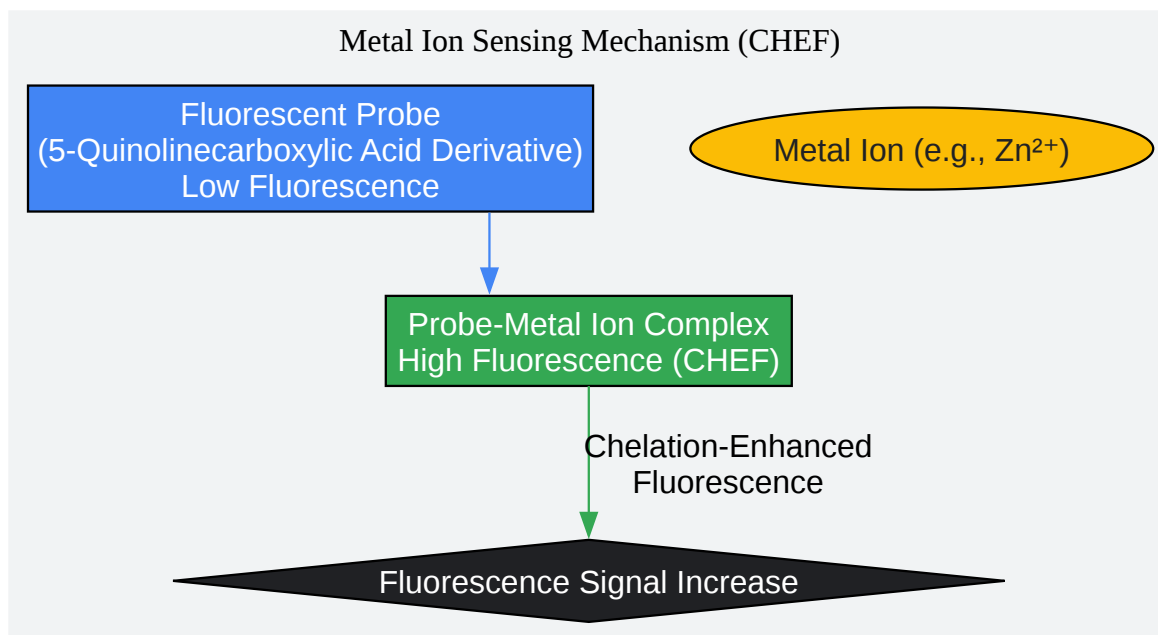 Metal Ion Sensing Mechanism (CHEF)
Fluorescent Probe
(5-Quinolinecarboxylic Acid Derivative)
Low Fluorescence
Metal Ion (e.g., Zn²⁺)
Probe-Metal Ion Complex
High Fluorescence (CHEF)
Chelation-Enhanced
Fluorescence
Fluorescence Signal Increase